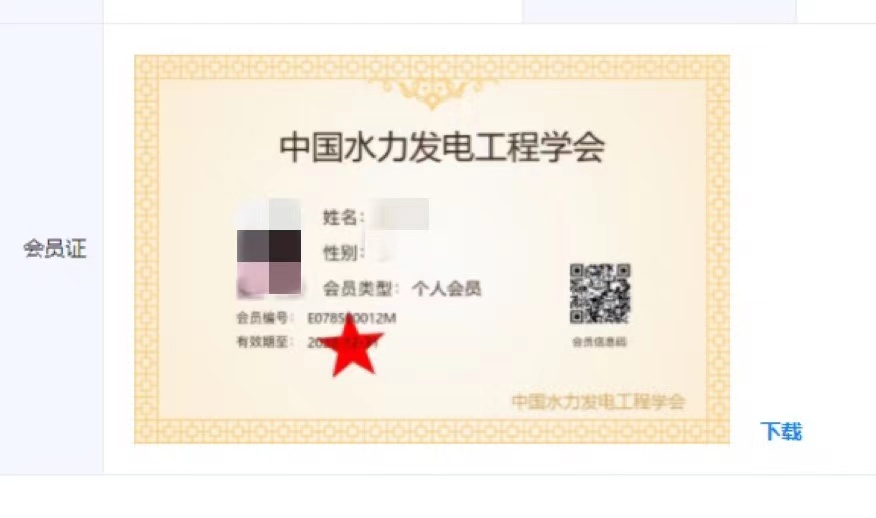 会员证
中国水力发电工程学会
姓名：
性别：
会员类型： 个人会员
会员编号：
有效期至：
会员信息码
中国水力发电工程学会
下载